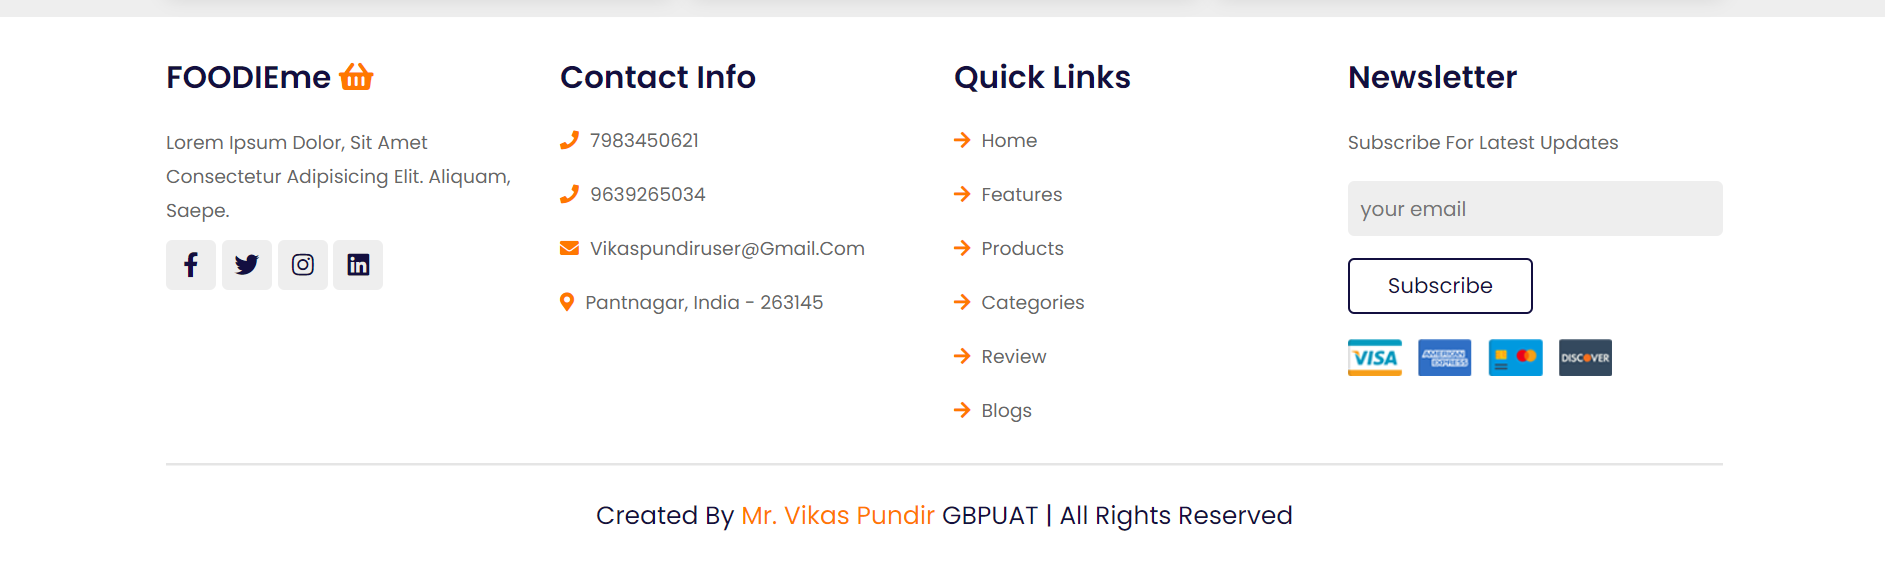 FOODIEme
Lorem Ipsum Dolor, Sit Amet
Consectetur Adipisicing Elit. Aliquam,
Saepe.
Contact Info
7983450621
9639265034
Vikaspundiruser@Gmail.Com
Pantnagar, India - 263145
Quick Links
Home
Features
Products
Categories
Review
Blogs
Newsletter
Subscribe For Latest Updates
your email
Subscribe
VISA
AMERICAN EXPRESS
DISCOVER
Created By Mr. Vikas Pundir GBPUAT | All Rights Reserved